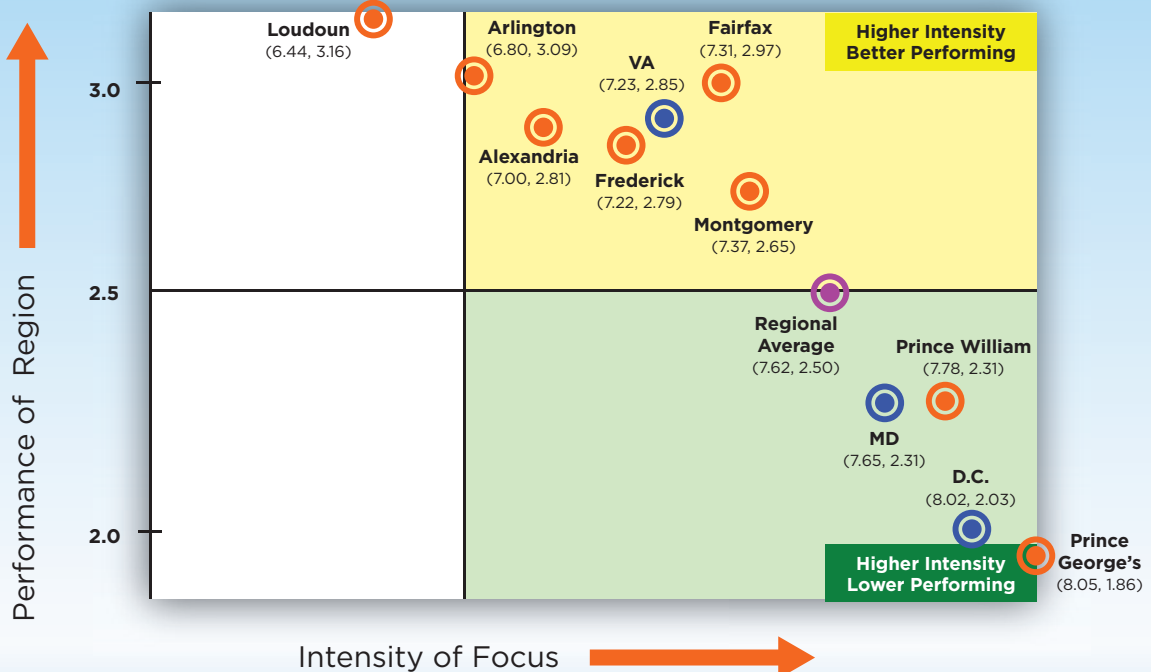 Loudoun
(6.44, 3.16)
Arlington
(6.80, 3.09)
Fairfax
(7.31, 2.97)
Higher Intensity
Better Performing
VA
(7.23, 2.85)
3.0
Alexandria
(7.00, 2.81)
Frederick
(7.22, 2.79)
Montgomery
(7.37, 2.65)
2.5
Regional
Average
(7.62, 2.50)
Prince William
(7.78, 2.31)
MD
(7.65, 2.31)
D.C.
(8.02, 2.03)
2.0
Higher Intensity
Lower Performing
Prince
George’s
(8.05, 1.86)
Performance of Region
Intensity of Focus